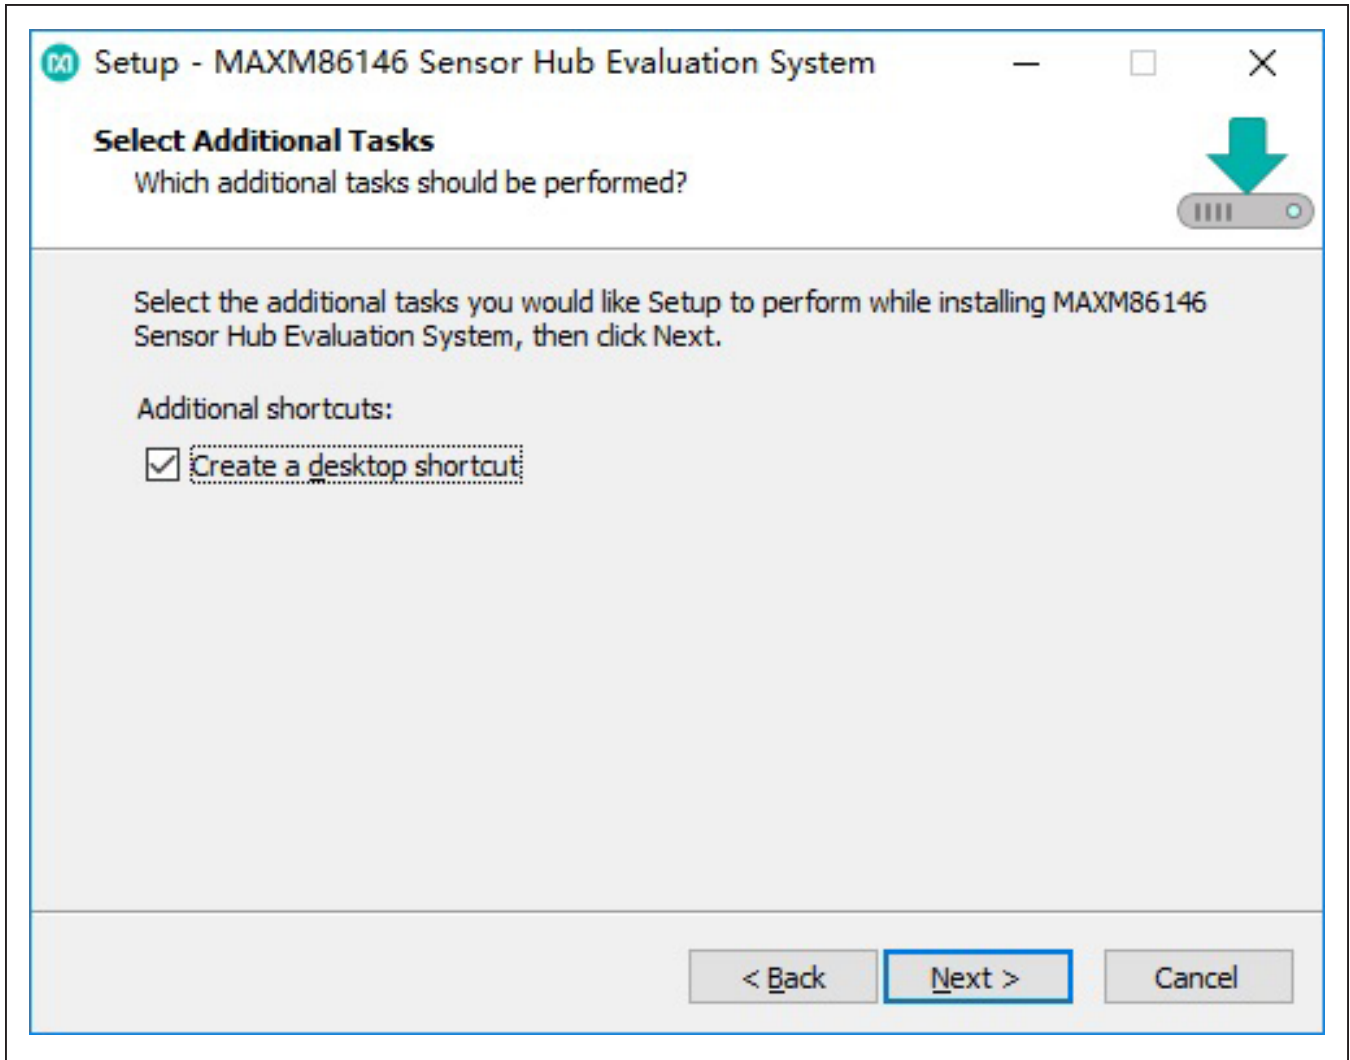 Setup - MAXM86146 Sensor Hub Evaluation System
Select Additional Tasks
Which additional tasks should be performed?
Select the additional tasks you would like Setup to perform while installing MAXM86146
Sensor Hub Evaluation System, then click Next.
Additional shortcuts:
Create a desktop shortcut
< Back
Next >
Cancel